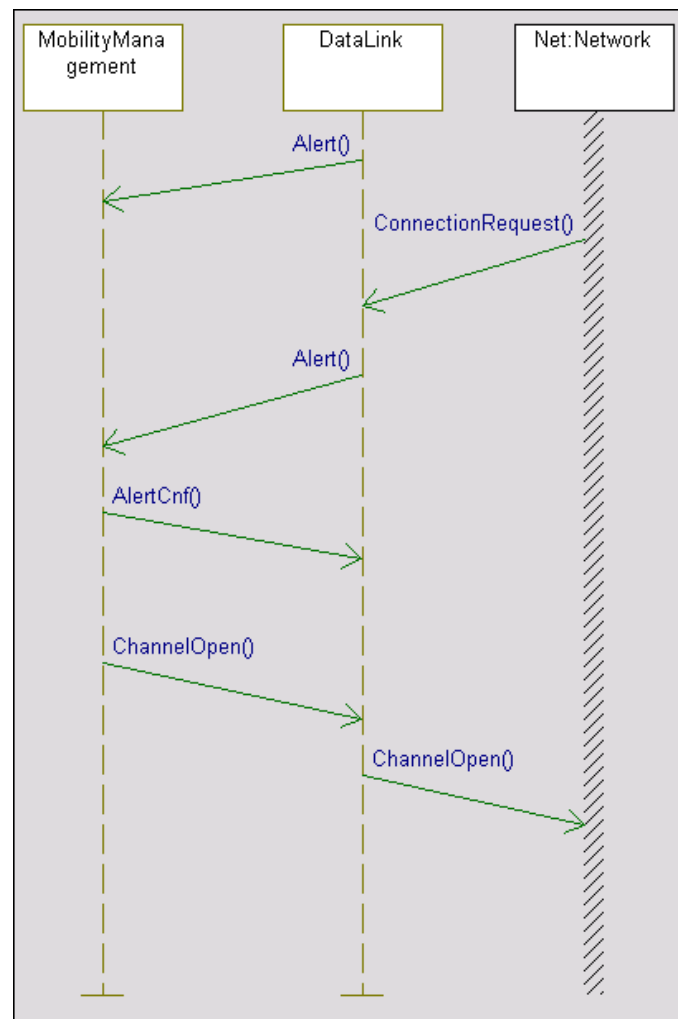 MobilityMana
gement
DataLink
Net:Network
Alert()
ConnectionRequest()
Alert()
AlertCnf()
ChannelOpen()
ChannelOpen()